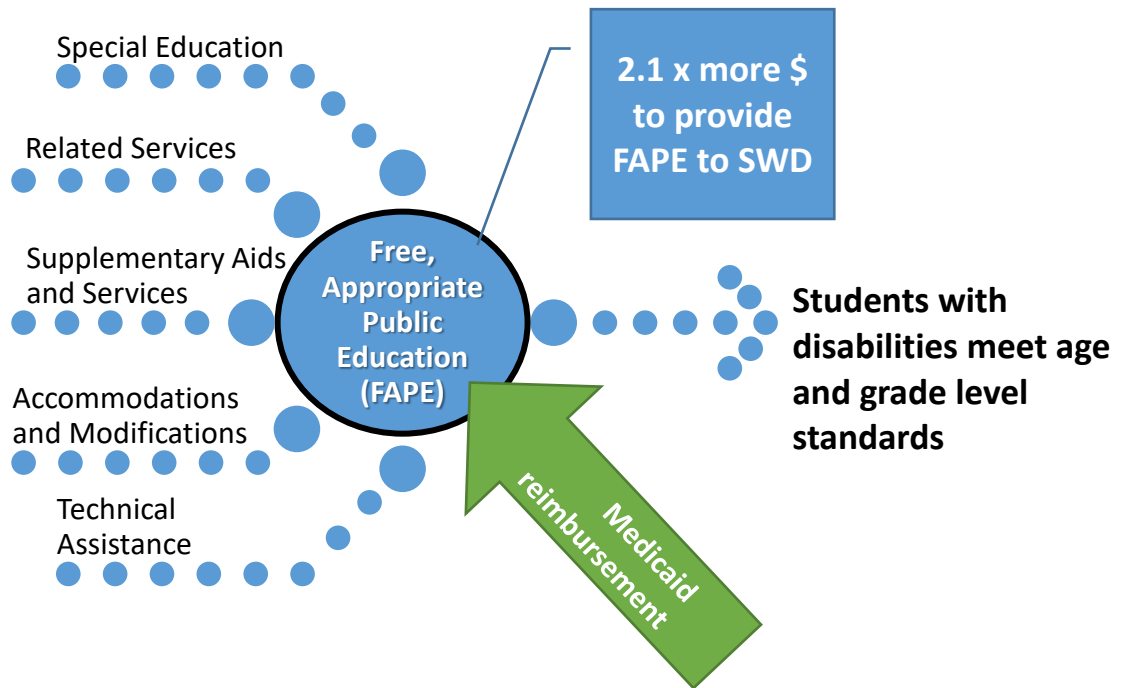 Special Education
Related Services
Supplementary Aids
and Services
Accommodations
and Modifications
Technical
Assistance
Free,
Appropriate
Public
Education
(FAPE)
2.1 x more $
to provide
FAPE to SWD
Students with
disabilities meet age
and grade level
standards
Medicaid
reimbursement